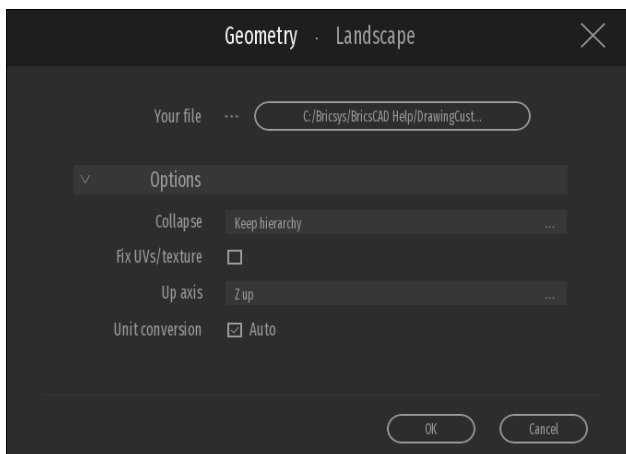 Geometry · Landscape
Your file ... C:/Bricsys/BricsCAD Help/DrawingCust...
Options
Collapse Keep hierarchy ...
Fix UVs/texture
Up axis Z up ...
Unit conversion Auto
OK Cancel